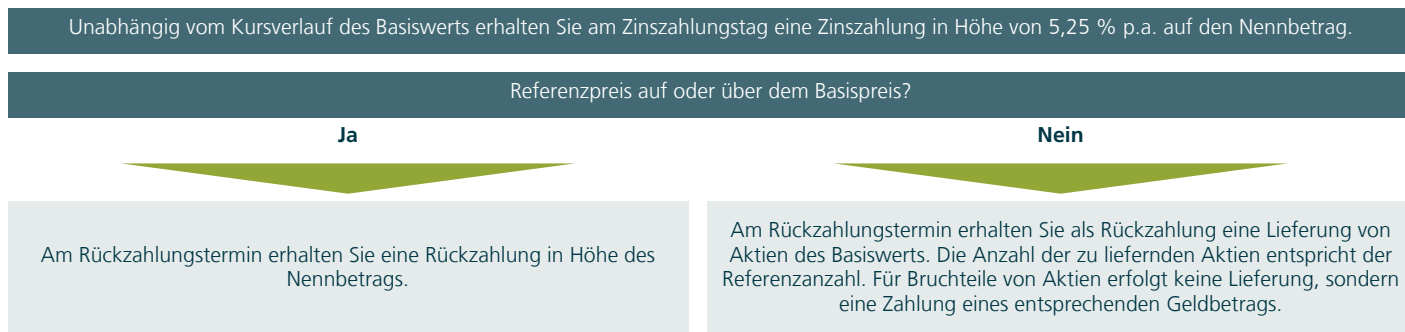 Unabhängig vom Kursverlauf des Basiswerts erhalten Sie am Zinszahlungstag eine Zinszahlung in Höhe von 5,25 % p.a. auf den Nennbetrag.
Referenzpreis auf oder über dem Basispreis?
Ja
Nein
Am Rückzahlungstermin erhalten Sie eine Rückzahlung in Höhe des
Nennbetrags.
Am Rückzahlungstermin erhalten Sie als Rückzahlung eine Lieferung von
Aktien des Basiswerts. Die Anzahl der zu liefernden Aktien entspricht der
Referenzanzahl. Für Bruchteile von Aktien erfolgt keine Lieferung, sondern
eine Zahlung eines entsprechenden Geldbetrags.